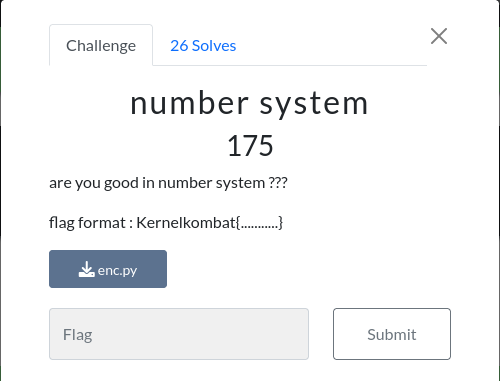 Challenge
26 Solves
number system
175
are you good in number system ???
flag format : Kernelkombat{...........}
enc.py
Flag
Submit